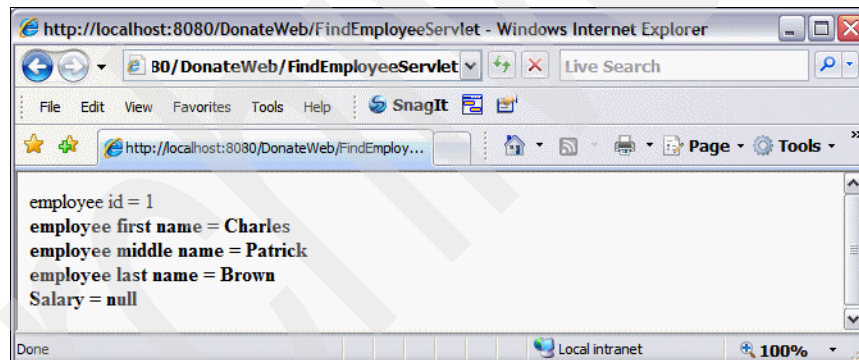 http://localhost:8080/DonateWeb/FindEmployeeServlet - Windows Internet Explorer
80/DonateWeb/FindEmployeeServlet
Live Search
File Edit View Favorites Tools Help SnagIt
http://localhost:8080/DonateWeb/FindEmploy...
Page Tools »
employee id = 1
employee first name = Charles
employee middle name = Patrick
employee last name = Brown
Salary = null
Done Local intranet 100%